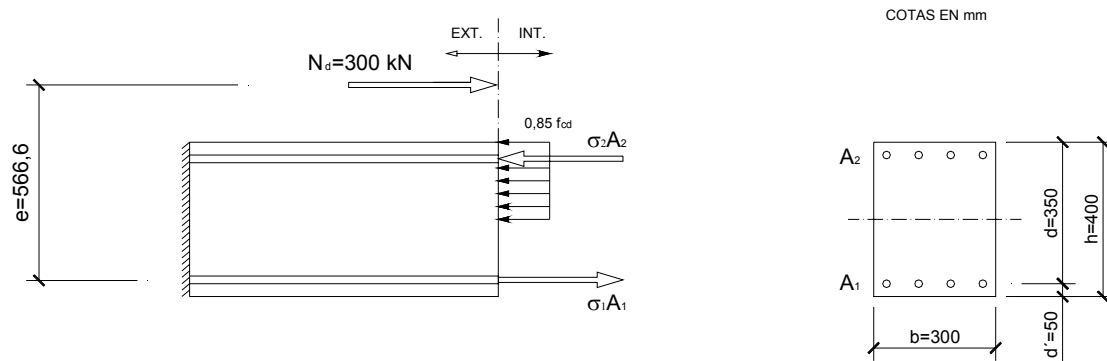 COTAS EN mm
EXT. INT.
Nd=300 kN
0,85 fcd
σ2A2
e=566,6
σ1A1
A2
A1
d=350
h=400
d´=50
b=300